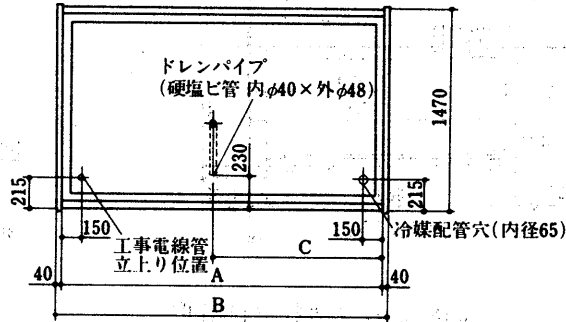 ドレンパイプ
(硬塩ビ管 内φ40×外φ48)
1470
230
215
215
150
150
冷媒配管穴(内径65)
工事電線管
立上り位置
C
40
A
40
B